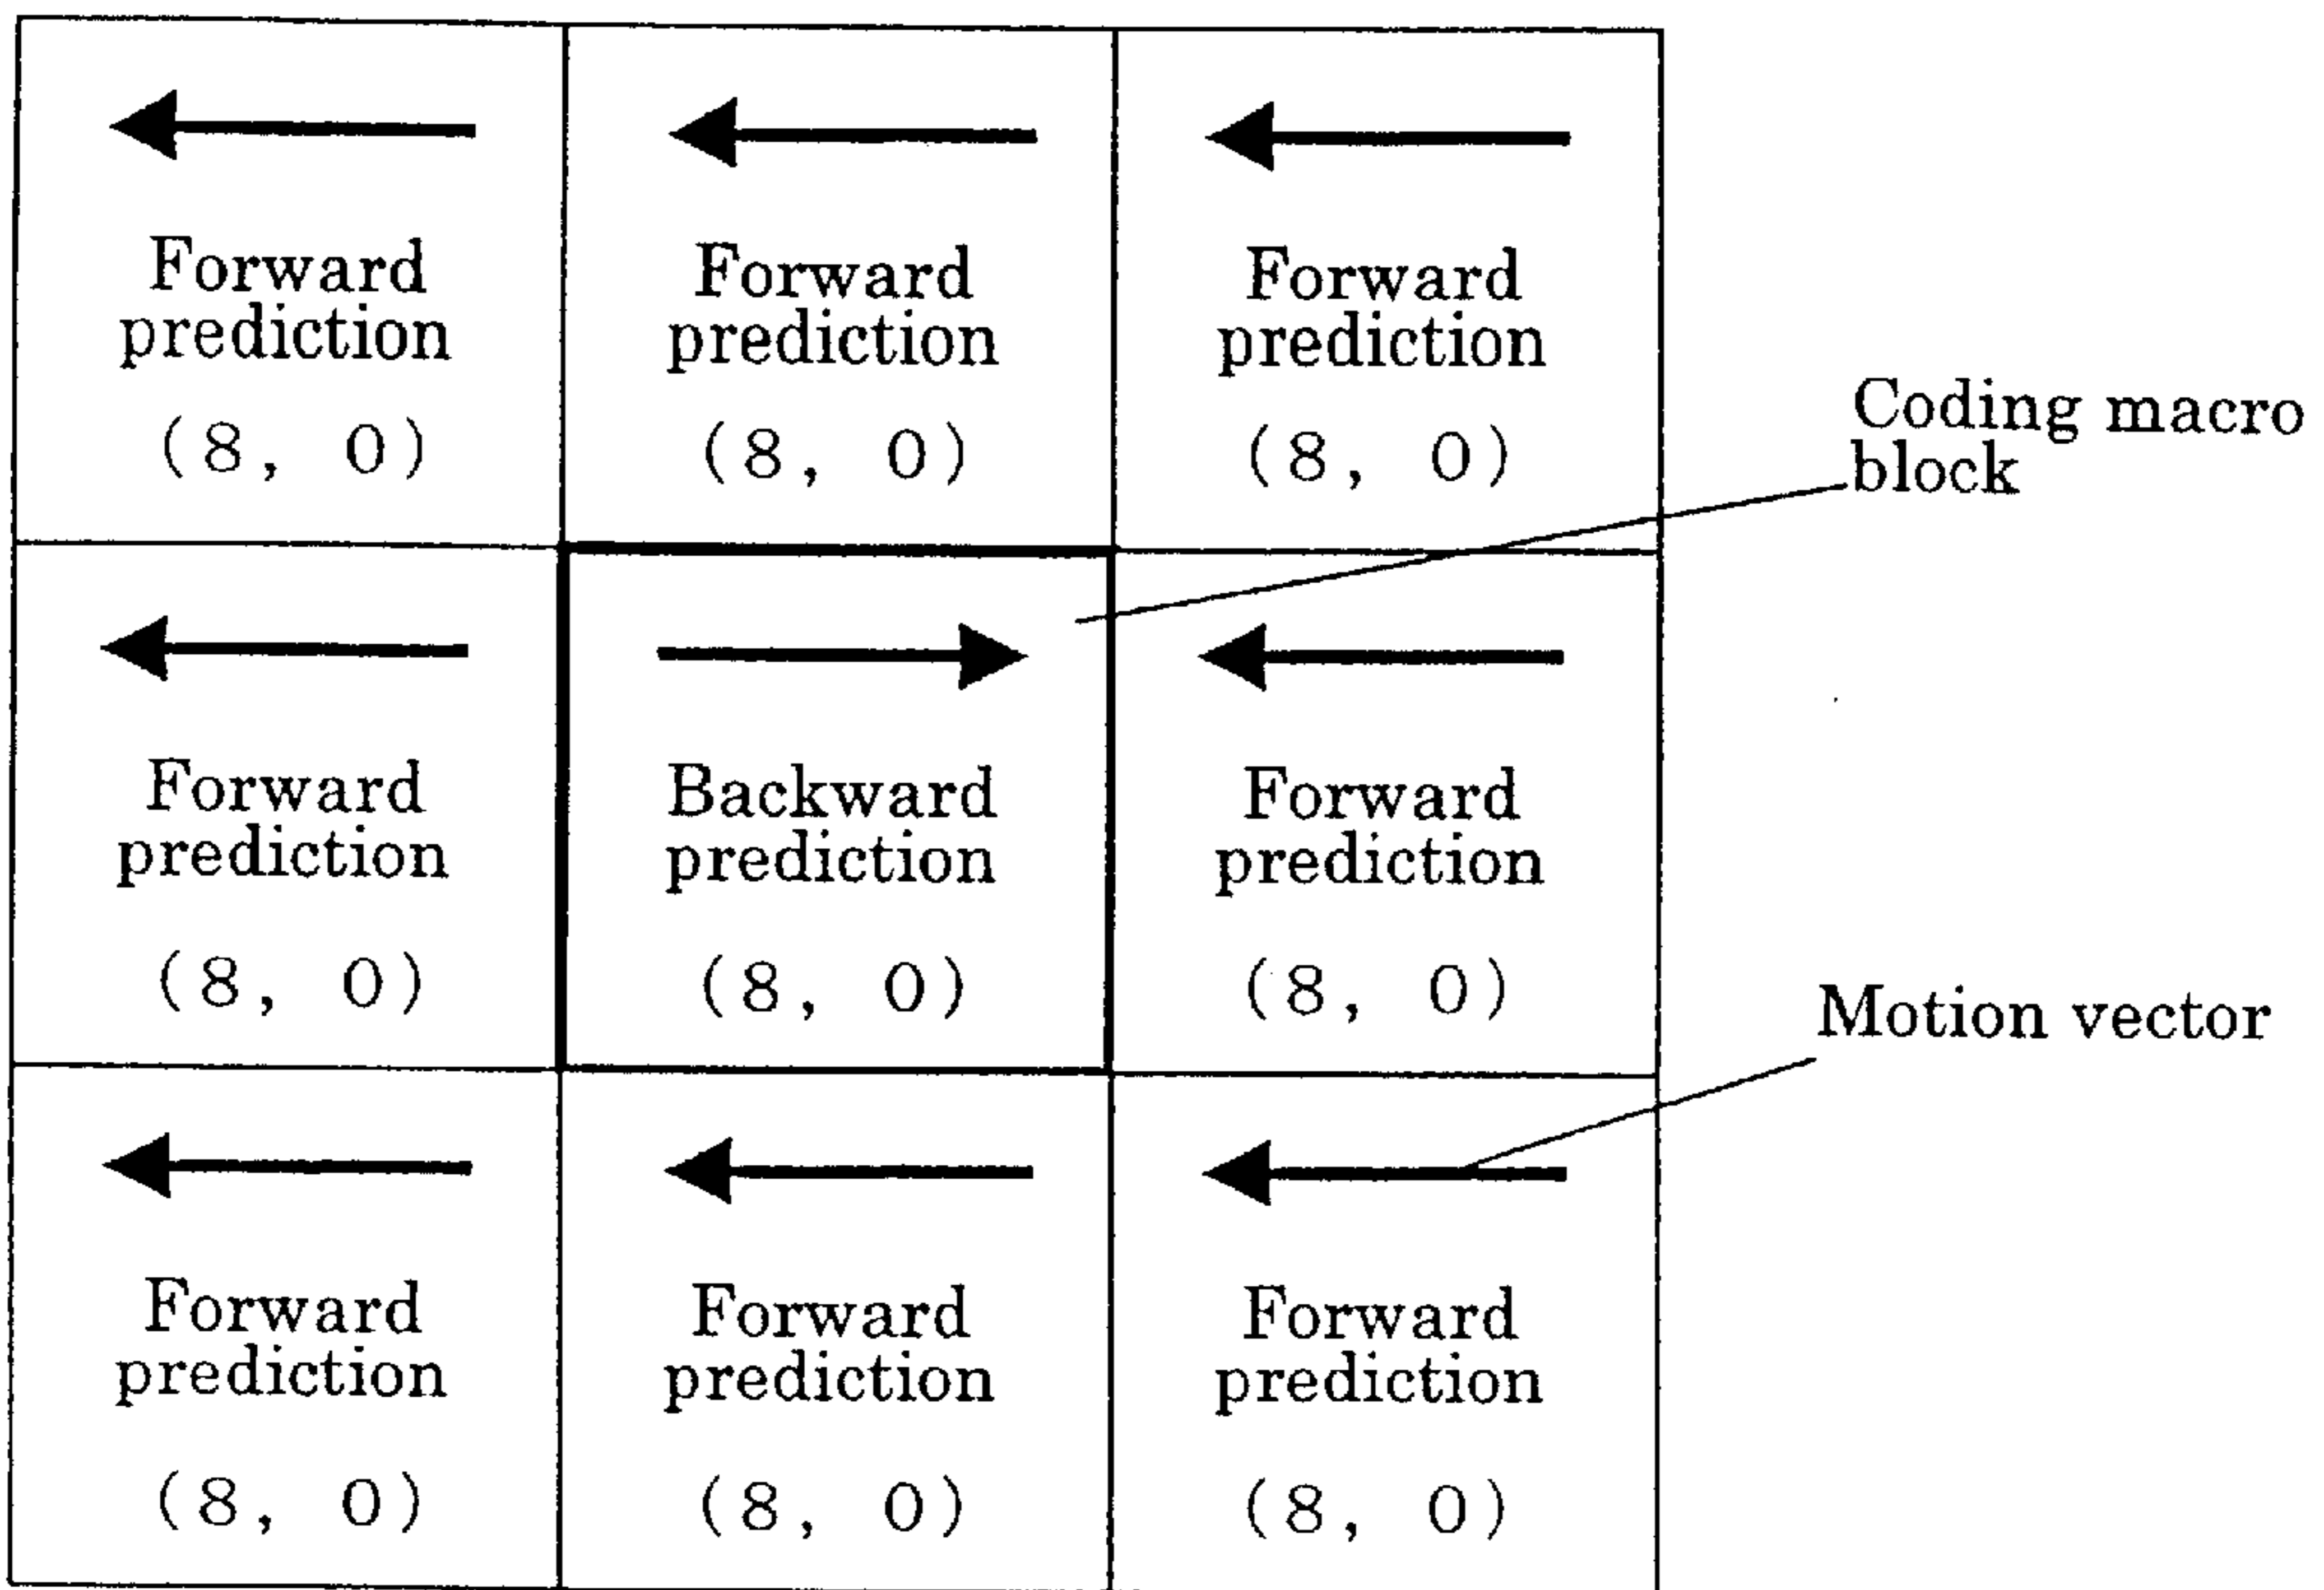 Forward
prediction
(8, 0)
Forward
prediction
(8, 0)
Forward
prediction
(8, 0)
Coding macro
block
Forward
prediction
(8, 0)
Backward
prediction
(8, 0)
Forward
prediction
(8, 0)
Motion vector
Forward
prediction
(8, 0)
Forward
prediction
(8, 0)
Forward
prediction
(8, 0)